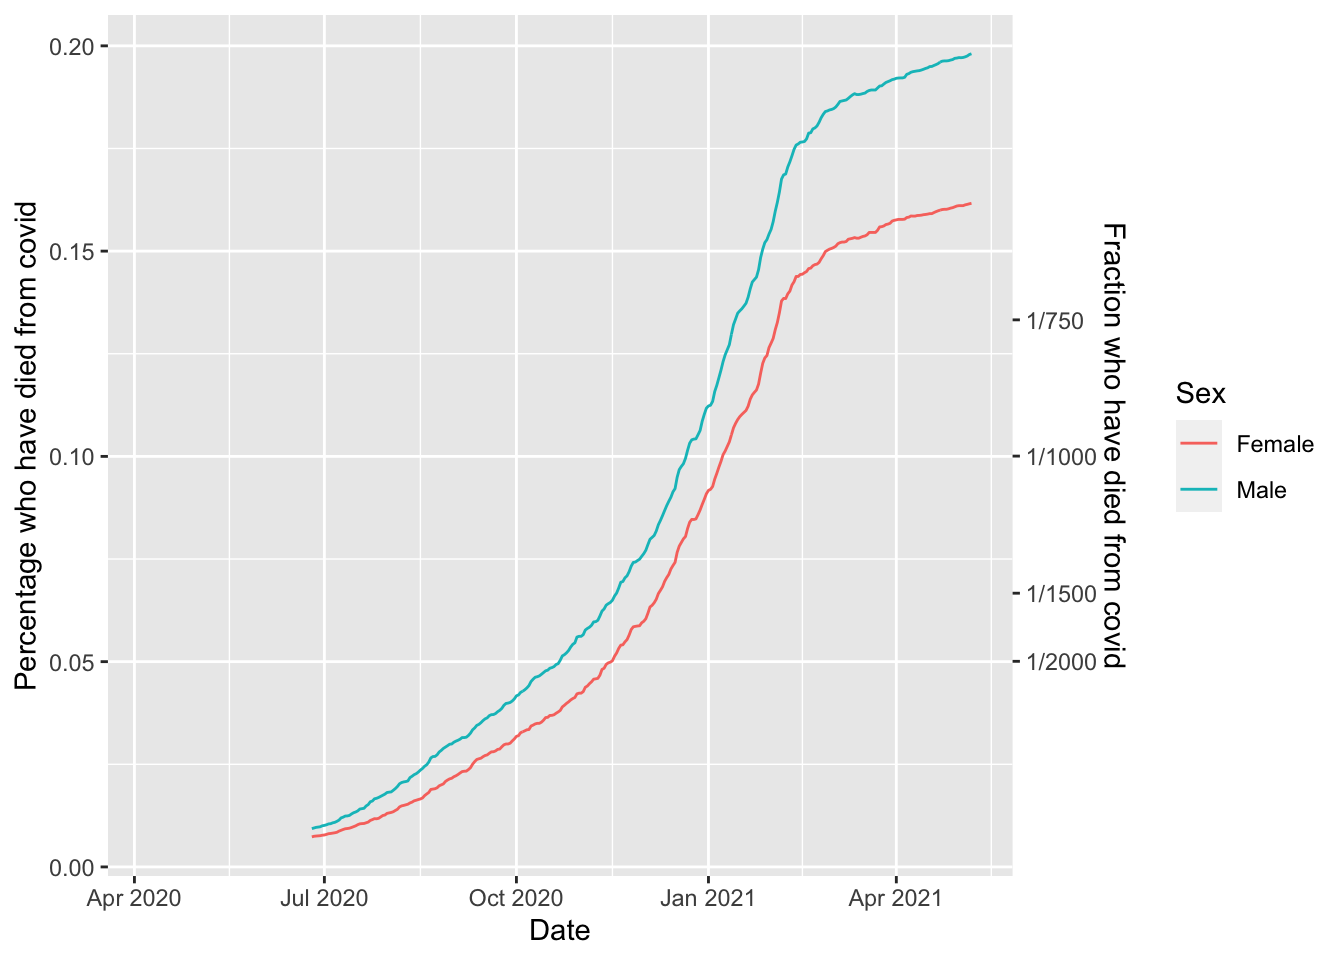 Percentage who have died from covid
0.20
0.15
0.10
0.05
0.00
Apr 2020
Jul 2020
Oct 2020
Jan 2021
Apr 2021
Date
1/750
1/1000
1/1500
1/2000
Fraction who have died from covid
Sex
Female
Male